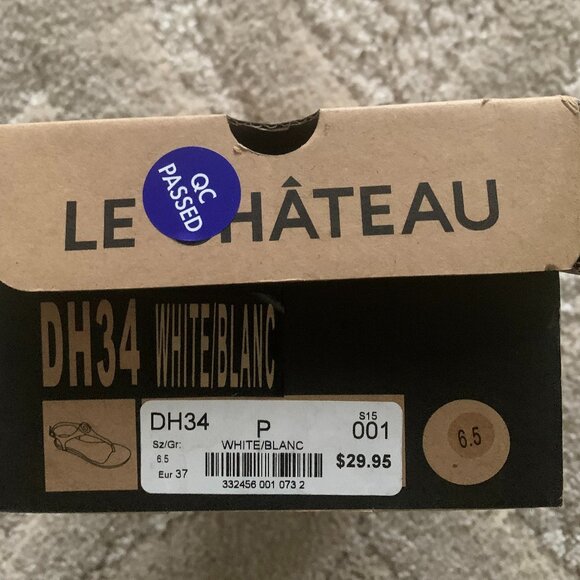 QC
PASSED
LE HÂTEAU
DH34 WHITE/BLANC
DH34 P S15
001
Sz/Gr: WHITE/BLANC
6.5
Eur 37
$29.95
332456 001 073 2
6.5